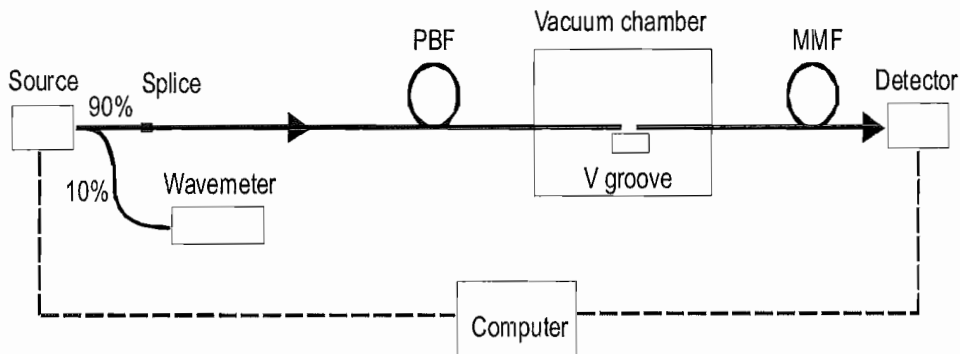 Vacuum chamber
PBF
MMF
Source
Splice
Detector
90%
V groove
10%
Wavemeter
Computer